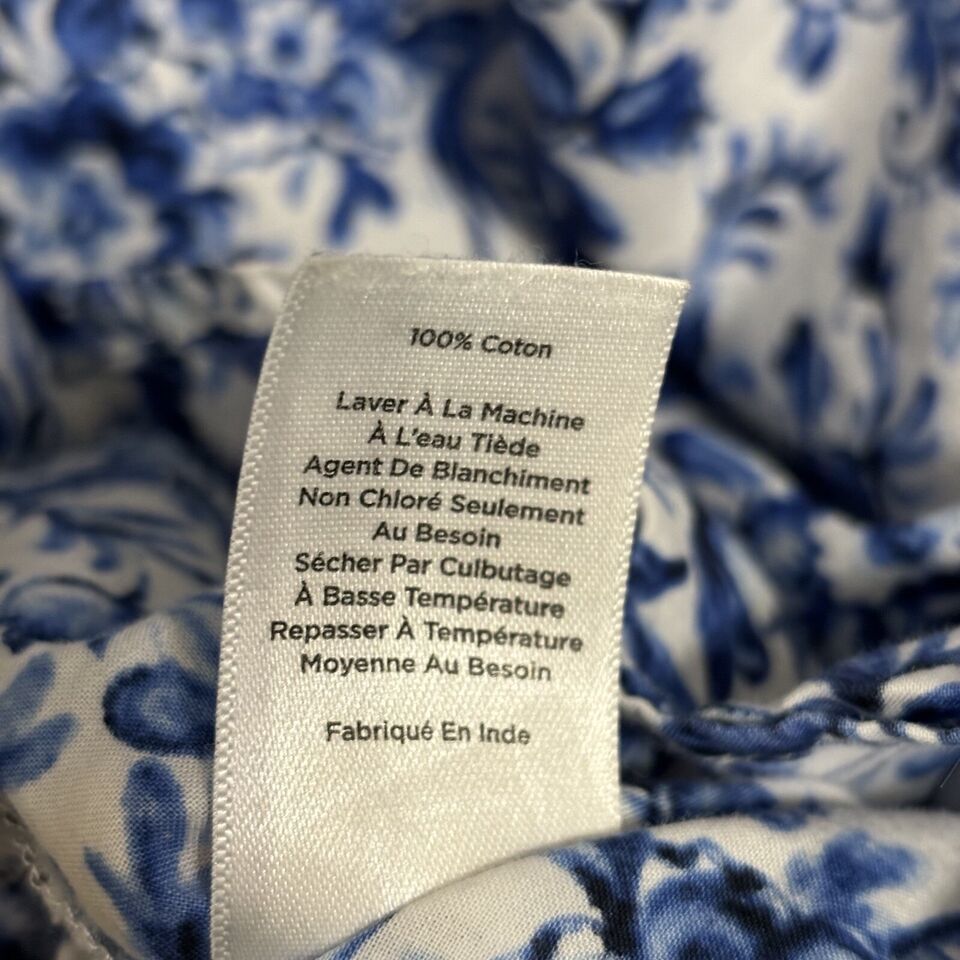 100% Coton
Laver À La Machine
À L'eau Tiède
Agent De Blanchiment
Non Chloré Seulement
Au Besoin
Sécher Par Culbutage
À Basse Température
Repasser À Température
Moyenne Au Besoin
Fabriqué En Inde